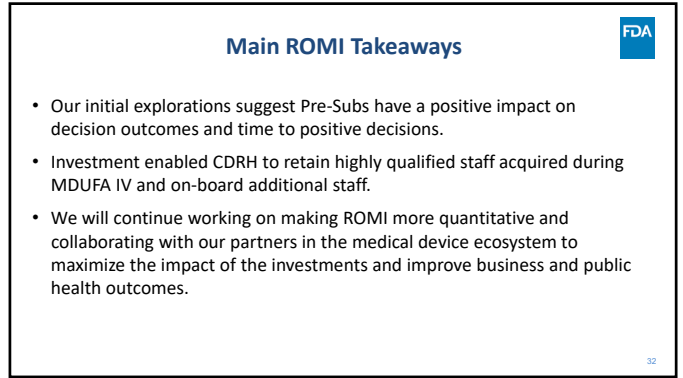 Main ROMI Takeaways
FDA
• Our initial explorations suggest Pre-Subs have a positive impact on
decision outcomes and time to positive decisions.
• Investment enabled CDRH to retain highly qualified staff acquired during
MDUFA IV and on-board additional staff.
• We will continue working on making ROMI more quantitative and
collaborating with our partners in the medical device ecosystem to
maximize the impact of the investments and improve business and public
health outcomes.
32